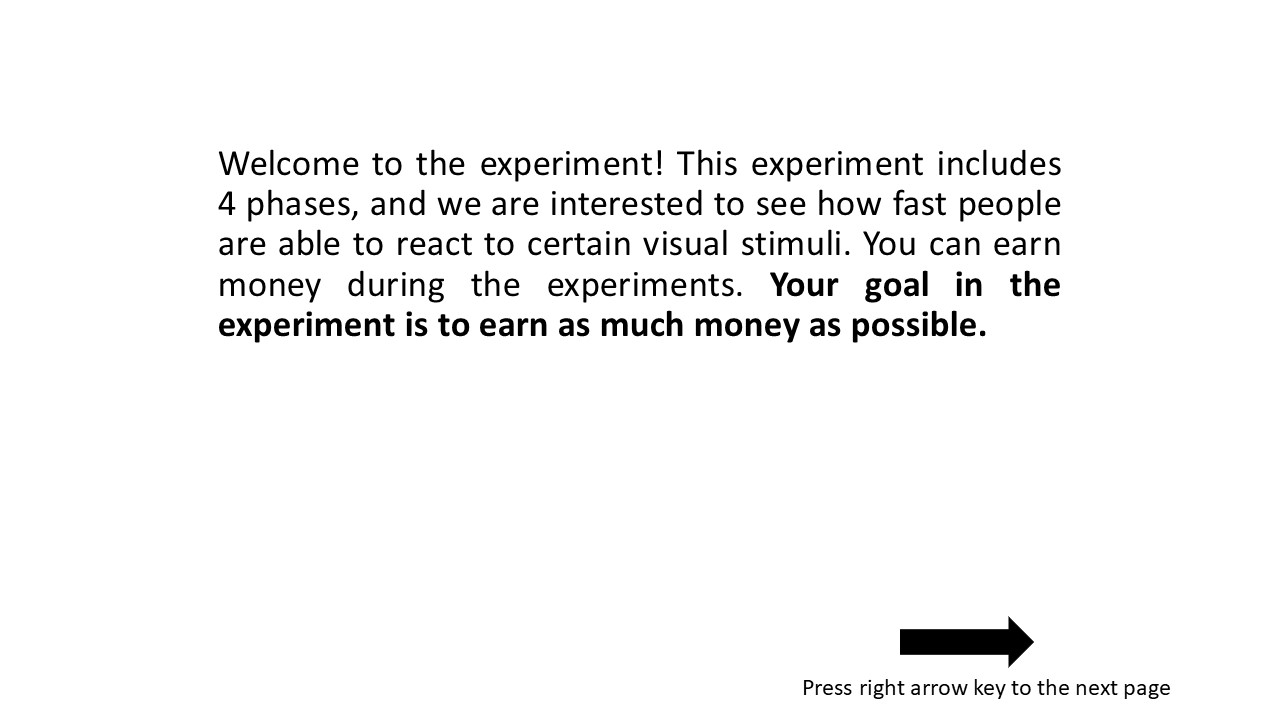 Welcome to the experiment! This experiment includes
4 phases, and we are interested to see how fast people
are able to react to certain visual stimuli. You can earn
money during the experiments. Your goal in the
experiment is to earn as much money as possible.
Press right arrow key to the next page